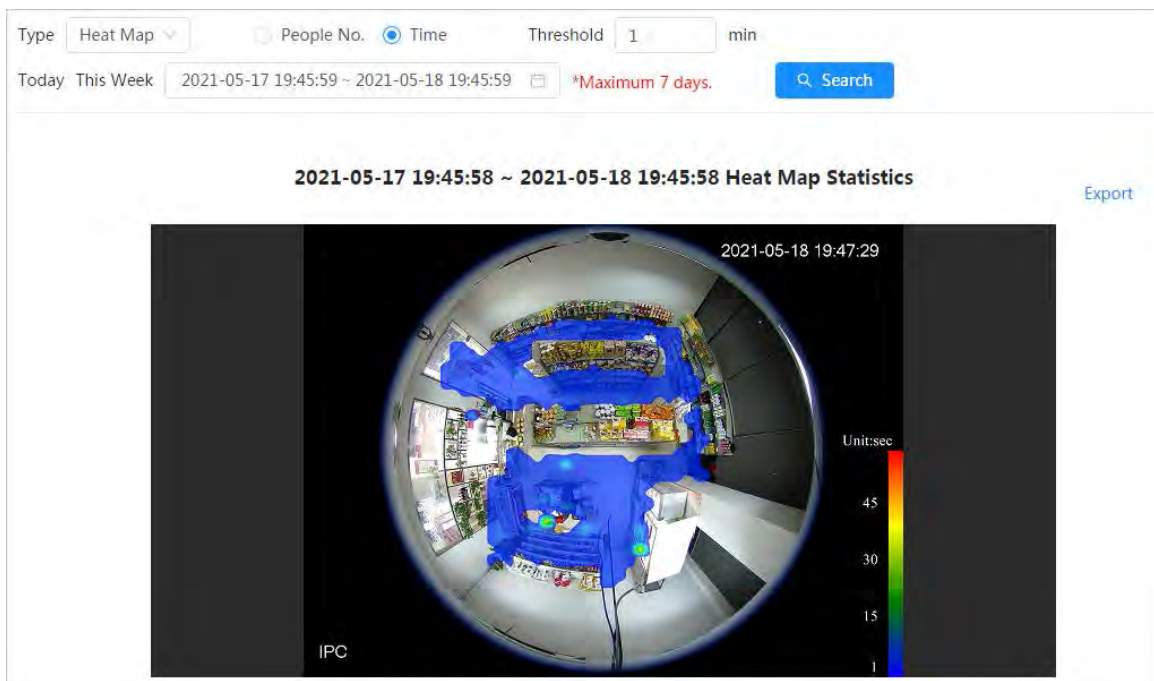 Type Heat Map People No. Time Threshold 1 min
Today This Week 2021-05-17 19:45:59 ~ 2021-05-18 19:45:59 *Maximum 7 days. Search
2021-05-17 19:45:58 ~ 2021-05-18 19:45:58 Heat Map Statistics
Export
2021-05-18 19:47:29
Unit:sec
45
30
15
IPC
1